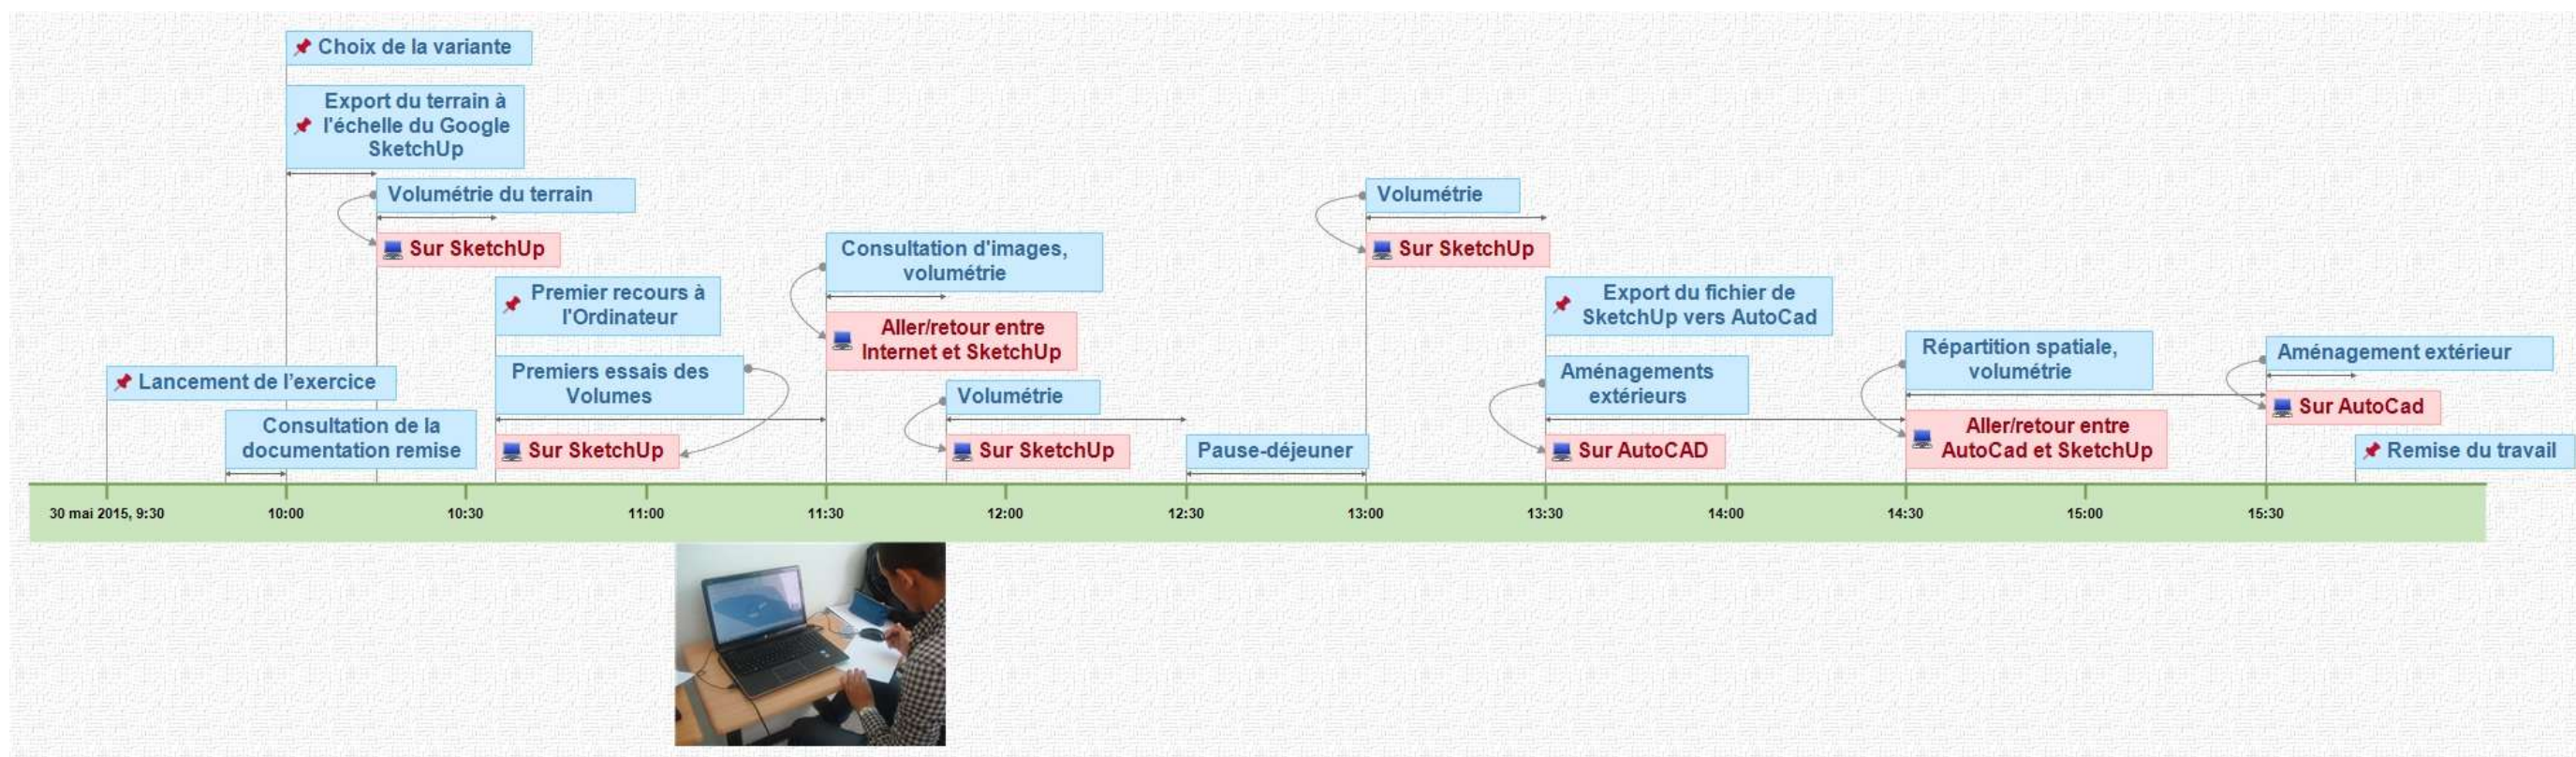 Choix de la variante
Export du terrain à
l'échelle du Google
SketchUp
Volumétrie du terrain
Sur SketchUp
Premier recours à
l'Ordinateur
Premiers essais des
Volumes
Sur SketchUp
Lancement de l'exercice
Consultation de la
documentation remise
Consultation d'images,
volumétrie
Aller/retour entre
Internet et SketchUp
Volumétrie
Sur SketchUp
Pause-déjeuner
Volumétrie
Sur SketchUp
Export du fichier de
SketchUp vers AutoCad
Aménagements
extérieurs
Sur AutoCAD
Répartition spatiale,
volumétrie
Aller/retour entre
AutoCad et SketchUp
Aménagement extérieur
Sur AutoCad
Remise du travail
30 mai 2015, 9:30
10:00
10:30
11:00
11:30
12:00
12:30
13:00
13:30
14:00
14:30
15:00
15:30